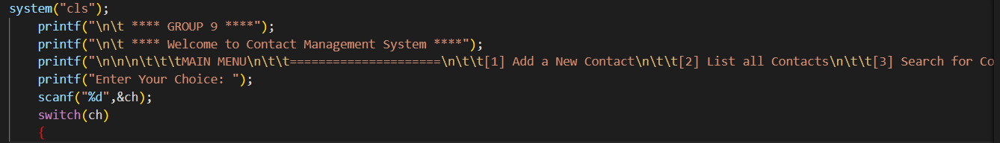 system("cls");
printf("\n\t **** GROUP 9 ****");
printf("\n\t **** Welcome to Contact Management System ****");
printf("\n\n\n\t\t\tMAIN MENU\n\t\t=====================\n\t\t[1] Add a New Contact\n\t\t[2] List all Contacts\n\t\t[3] Search for Co
printf("Enter Your Choice: ");
scanf("%d",&ch);
switch(ch)
{